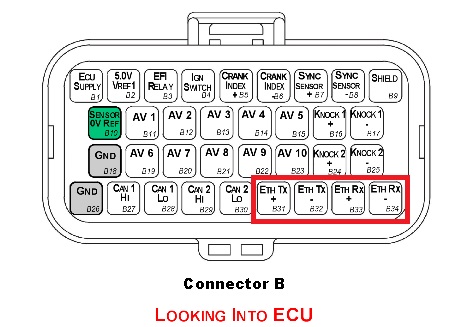 ECU SUPPLY B1 5.0V VREF1 B2 EFI RELAY B3 IGN SWITCH B4 CRANK INDEX + B5 CRANK INDEX - B6 SYNC SENSOR + B7 SYNC SENSOR - B8 SHIELD B9
SENSOR 0V REF B10 AV 1 B11 AV 2 B12 AV 3 B13 AV 4 B14 AV 5 B15 KNOCK 1 + B16 KNOCK 1 - B17
GND B18 AV 6 B19 AV 7 B20 AV 8 B21 AV 9 B22 AV 10 B23 KNOCK 2 + B24 KNOCK 2 - B25
GND B26 CAN 1 HI B27 CAN 1 LO B28 CAN 2 HI B29 CAN 2 LO B30 ETH TX + B31 ETH TX - B32 ETH RX + B33 ETH RX - B34
Connector B
LOOKING INTO ECU